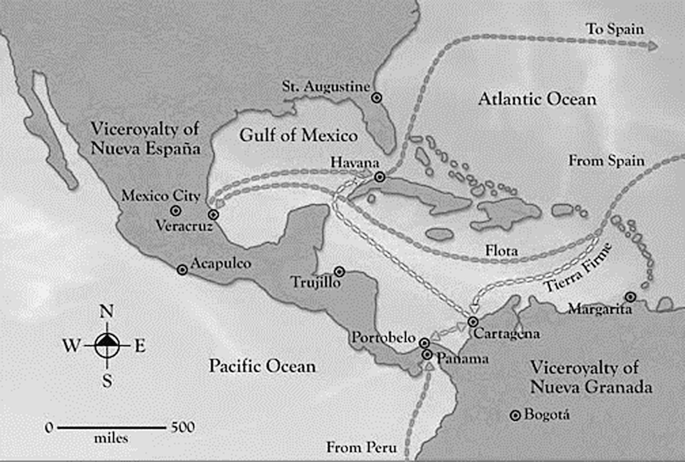 To Spain
St. Augustine
Atlantic Ocean
Viceroyalty of
Nueva España
Gulf of Mexico
From Spain
Havana
Mexico City
Veracruz
Flota
Acapulco
Trujillo
Tierra Firme
Margarita
N
W
E
S
Portobelo
Cartagena
Panama
Pacific Ocean
Viceroyalty of
Nueva Granada
Bogotá
0
500
miles
From Peru